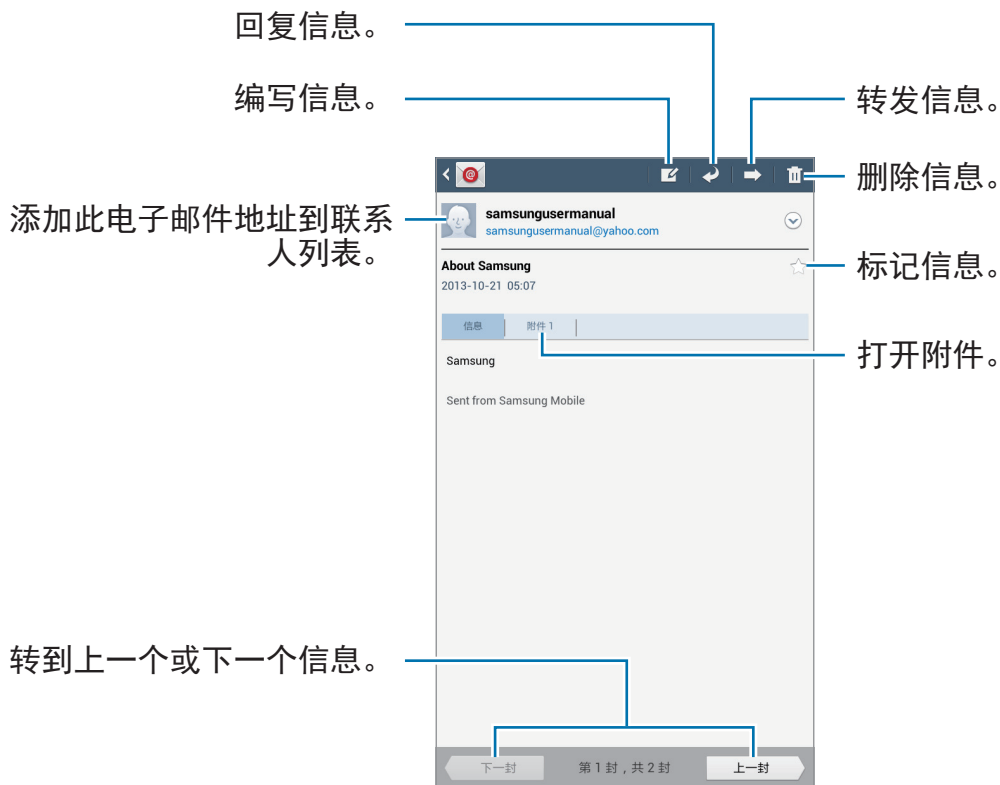 回复信息。
编写信息。
转发信息。
删除信息。
添加此电子邮件地址到联系
人列表。
samsungusermanual
samsungusermanual@yahoo.com
About Samsung
2013-10-21 05:07
标记信息。
信息
附件 1
打开附件。
Samsung
Sent from Samsung Mobile
转到上一个或下一个信息。
下一封
第 1 封 , 共 2 封
上一封